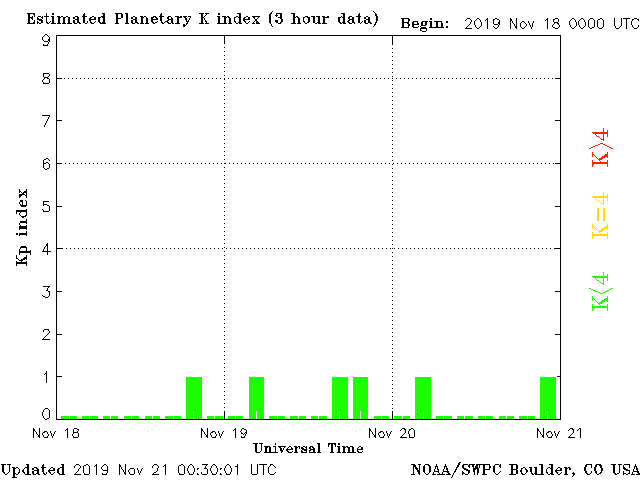 Estimated Planetary K index (3 hour data) Begin: 2019 Nov 18 0000 UTC
9
8
7
6
5
4
3
2
1
0
Kp index
K>4
K=4
K<4
Nov 18 Nov 19 Nov 20 Nov 21
Universal Time
Updated 2019 Nov 21 00:30:01 UTC NOAA/SWPC Boulder, CO USA